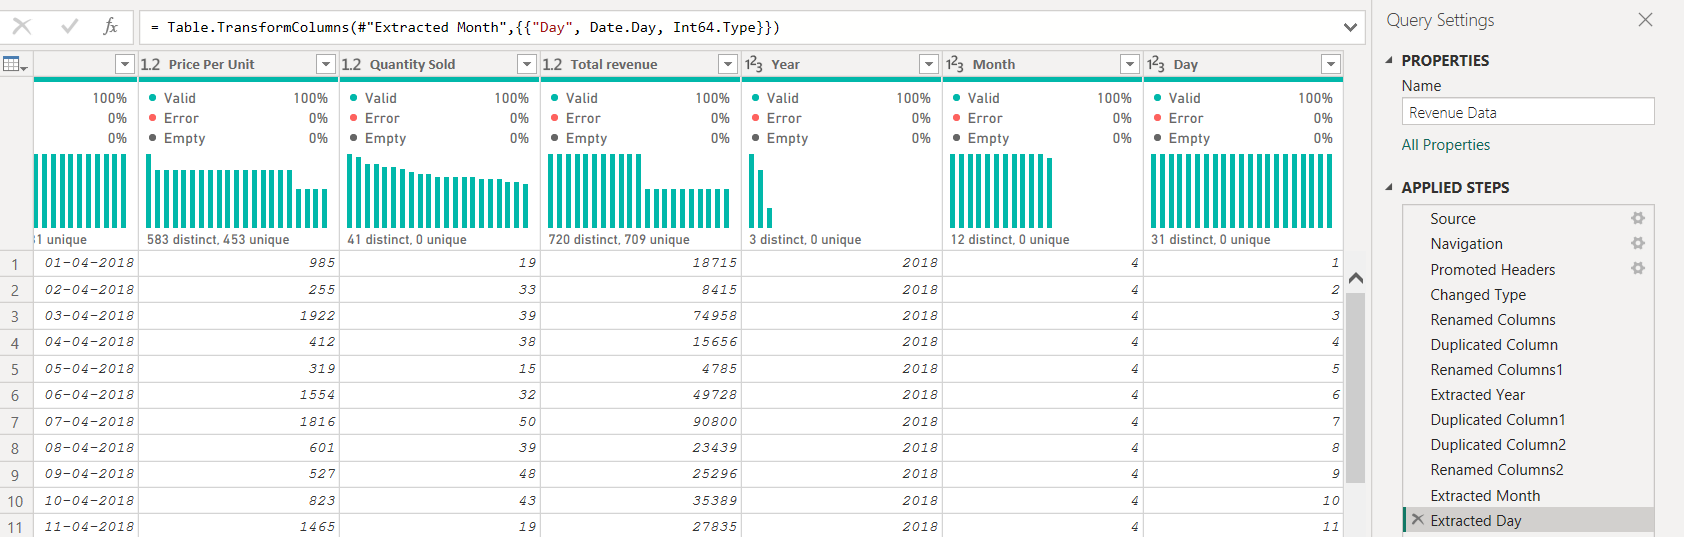 fx = Table.TransformColumns(#"Extracted Month",{{"Day", Date.Day, Int64.Type}})
1.2 Price Per Unit 1.2 Quantity Sold 1.2 Total revenue 123 Year 123 Month 123 Day
100% Valid 100% Valid 100% Valid 100% Valid 100% Valid 100% Valid 100%
0% Error 0% Error 0% Error 0% Error 0% Error 0% Error 0%
0% Empty 0% Empty 0% Empty 0% Empty 0% Empty 0% Empty 0%
1 unique 583 distinct, 453 unique 41 distinct, 0 unique 720 distinct, 709 unique 3 distinct, 0 unique 12 distinct, 0 unique 31 distinct, 0 unique
1 01-04-2018 985 19 18715 2018 4 1
2 02-04-2018 255 33 8415 2018 4 2
3 03-04-2018 1922 39 74958 2018 4 3
4 04-04-2018 412 38 15656 2018 4 4
5 05-04-2018 319 15 4785 2018 4 5
6 06-04-2018 1554 32 49728 2018 4 6
7 07-04-2018 1816 50 90800 2018 4 7
8 08-04-2018 601 39 23439 2018 4 8
9 09-04-2018 527 48 25296 2018 4 9
10 10-04-2018 823 43 35389 2018 4 10
11 11-04-2018 1465 19 27835 2018 4 11
Query Settings
PROPERTIES
Name
Revenue Data
All Properties
APPLIED STEPS
Source
Navigation
Promoted Headers
Changed Type
Renamed Columns
Duplicated Column
Renamed Columns1
Extracted Year
Duplicated Column1
Duplicated Column2
Renamed Columns2
Extracted Month
Extracted Day